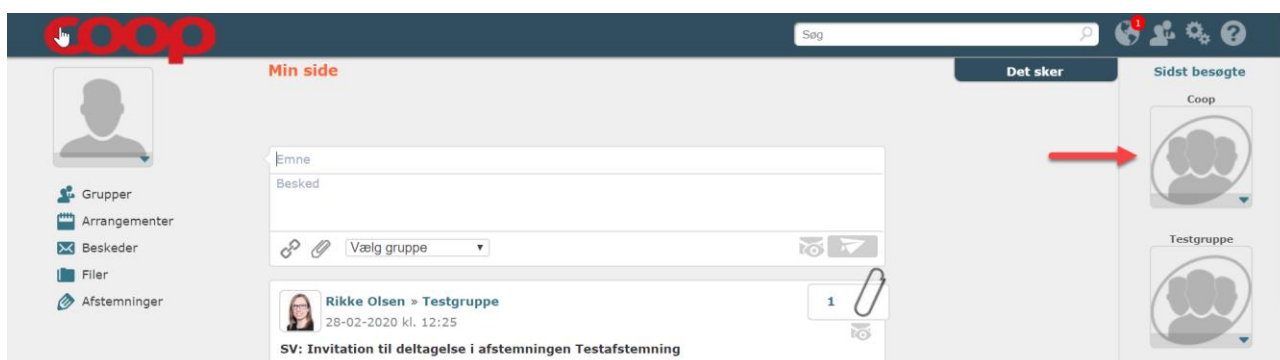 coop
Søg
1
Min side
Det sker
Sidst besøgte
Coop
Emne
Besked
Grupper
Arrangementer
Beskeder
Filer
Afstemninger
Vælg gruppe
Testgruppe
Rikke Olsen » Testgruppe
1
28-02-2020 kl. 12:25
SV: Invitation til deltagelse i afstemningen Testafstemning